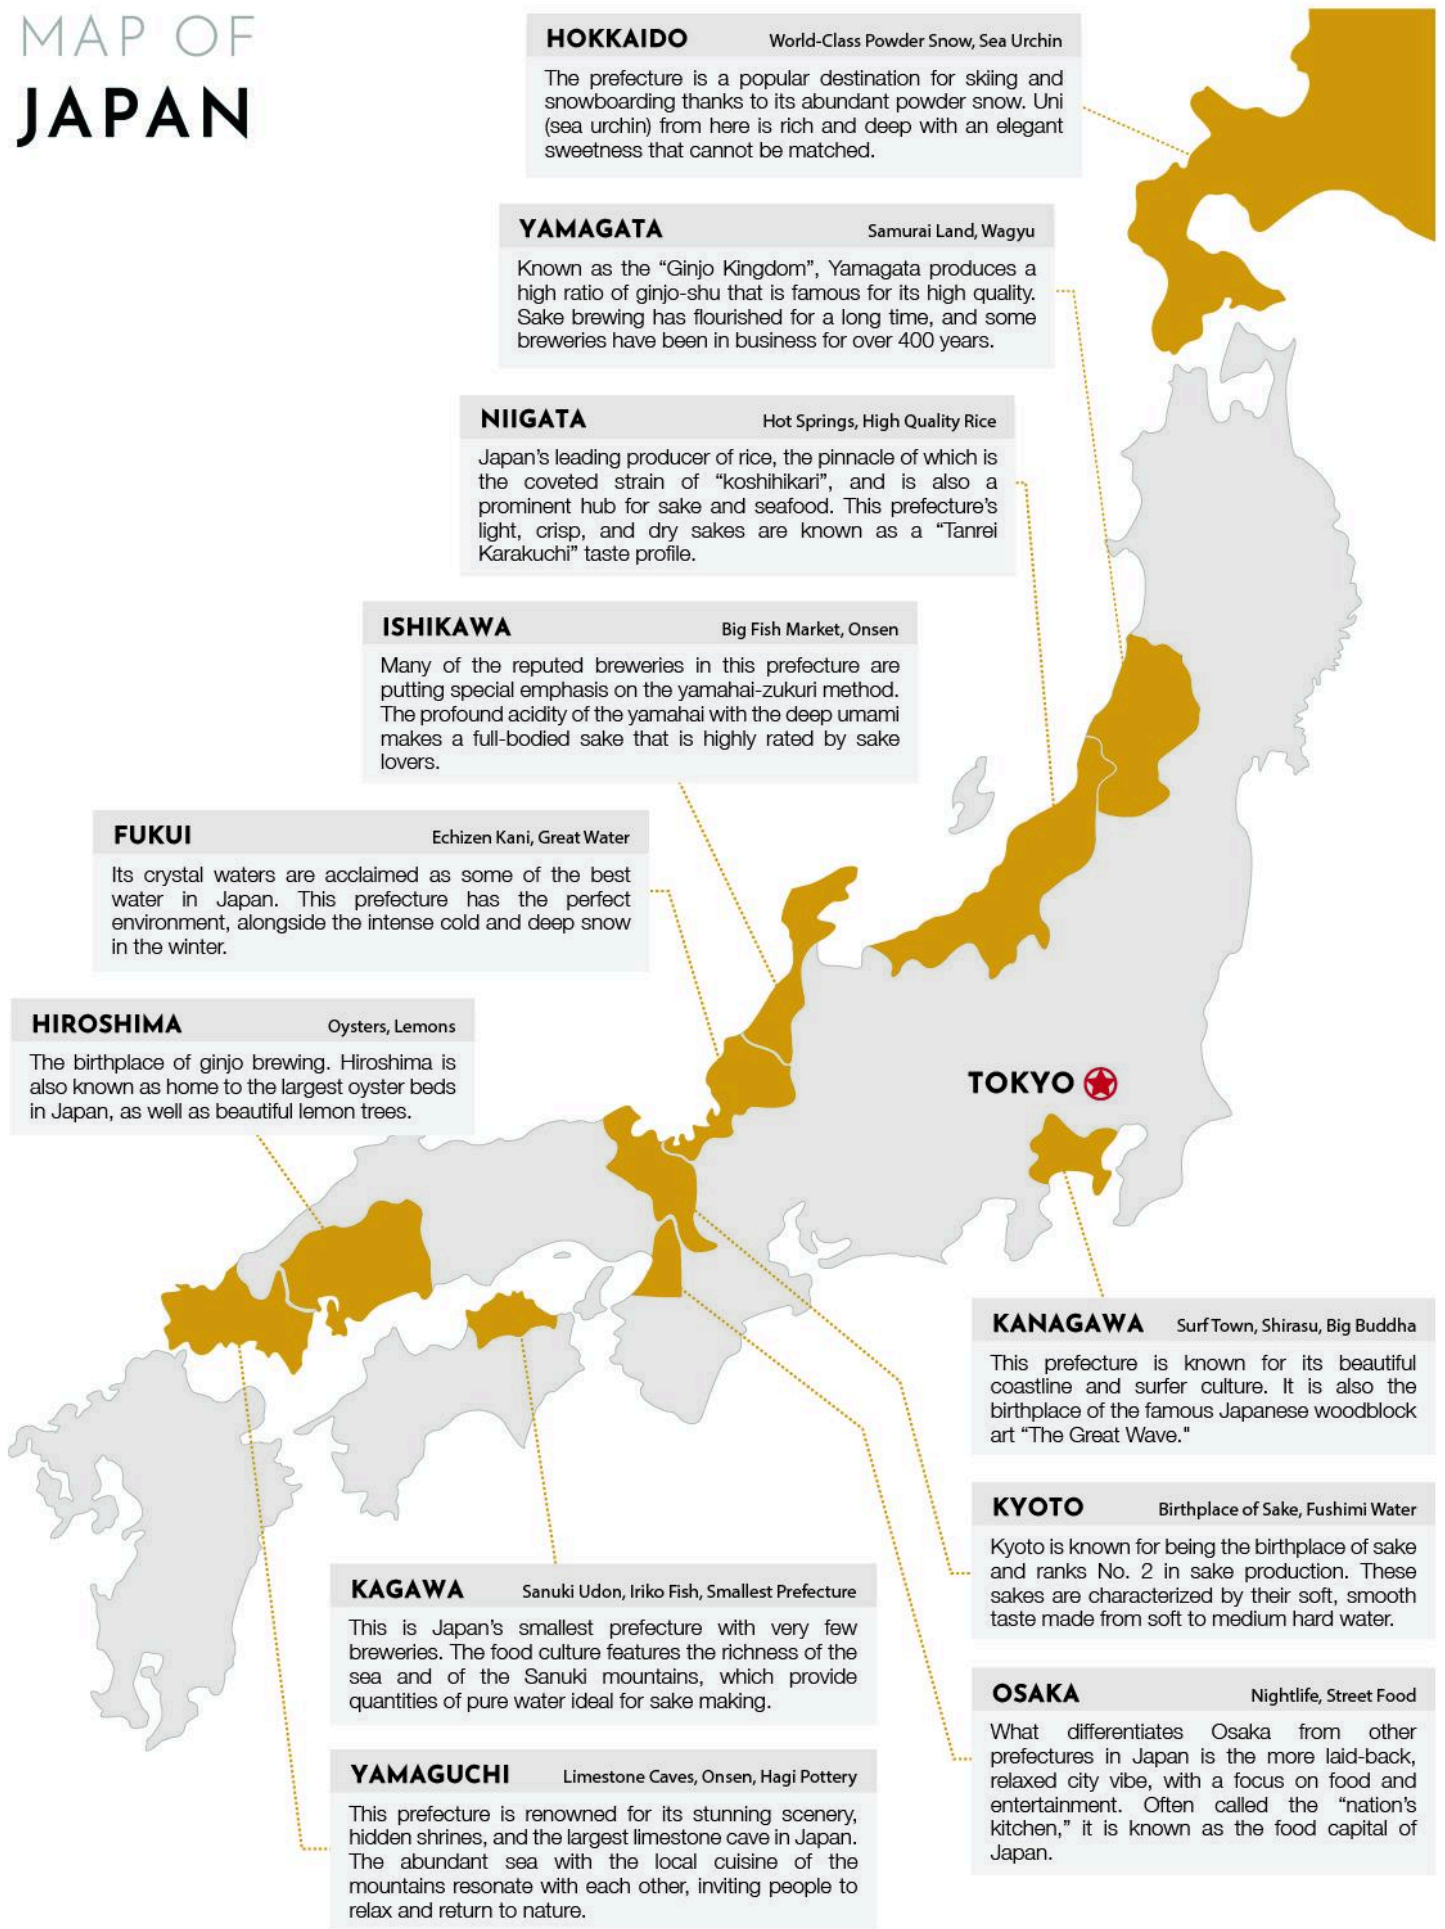 MAP OF
JAPAN
HOKKAIDO World-Class Powder Snow, Sea Urchin
The prefecture is a popular destination for skiing and
snowboarding thanks to its abundant powder snow. Uni
(sea urchin) from here is rich and deep with an elegant
sweetness that cannot be matched.
YAMAGATA Samurai Land, Wagyu
Known as the “Ginjo Kingdom”, Yamagata produces a
high ratio of ginjo-shu that is famous for its high quality.
Sake brewing has flourished for a long time, and some
breweries have been in business for over 400 years.
NIIGATA Hot Springs, High Quality Rice
Japan’s leading producer of rice, the pinnacle of which is
the coveted strain of “koshihikari”, and is also a
prominent hub for sake and seafood. This prefecture’s
light, crisp, and dry sakes are known as a “Tanrei
Karakuchi” taste profile.
ISHIKAWA Big Fish Market, Onsen
Many of the reputed breweries in this prefecture are
putting special emphasis on the yamahai-zukuri method.
The profound acidity of the yamahai with the deep umami
makes a full-bodied sake that is highly rated by sake
lovers.
FUKUI Echizen Kani, Great Water
Its crystal waters are acclaimed as some of the best
water in Japan. This prefecture has the perfect
environment, alongside the intense cold and deep snow
in the winter.
HIROSHIMA Oysters, Lemons
The birthplace of ginjo brewing. Hiroshima is
also known as home to the largest oyster beds
in Japan, as well as beautiful lemon trees.
TOKYO
KANAGAWA Surf Town, Shirasu, Big Buddha
This prefecture is known for its beautiful
coastline and surfer culture. It is also the
birthplace of the famous Japanese woodblock
art “The Great Wave."
KYOTO Birthplace of Sake, Fushimi Water
Kyoto is known for being the birthplace of sake
and ranks No. 2 in sake production. These
sakes are characterized by their soft, smooth
taste made from soft to medium hard water.
KAGAWA Sanuki Udon, Iriko Fish, Smallest Prefecture
This is Japan’s smallest prefecture with very few
breweries. The food culture features the richness of the
sea and of the Sanuki mountains, which provide
quantities of pure water ideal for sake making.
OSAKA Nightlife, Street Food
What differentiates Osaka from other
prefectures in Japan is the more laid-back,
relaxed city vibe, with a focus on food and
entertainment. Often called the “nation’s
kitchen,” it is known as the food capital of
Japan.
YAMAGUCHI Limestone Caves, Onsen, Hagi Pottery
This prefecture is renowned for its stunning scenery,
hidden shrines, and the largest limestone cave in Japan.
The abundant sea with the local cuisine of the
mountains resonate with each other, inviting people to
relax and return to nature.